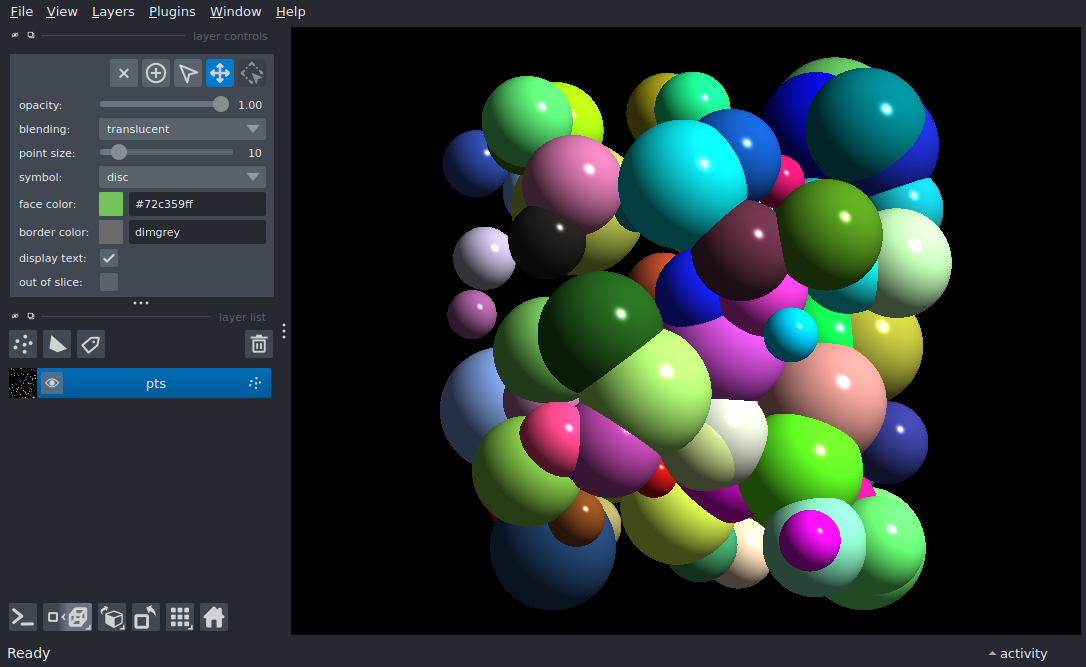 File View Layers Plugins Window Help
layer controls
opacity: 1.00
blending: translucent
point size: 10
symbol: disc
face color: #72c359ff
border color: dimgrey
display text:
out of slice:
layer list
pts
Ready
activity